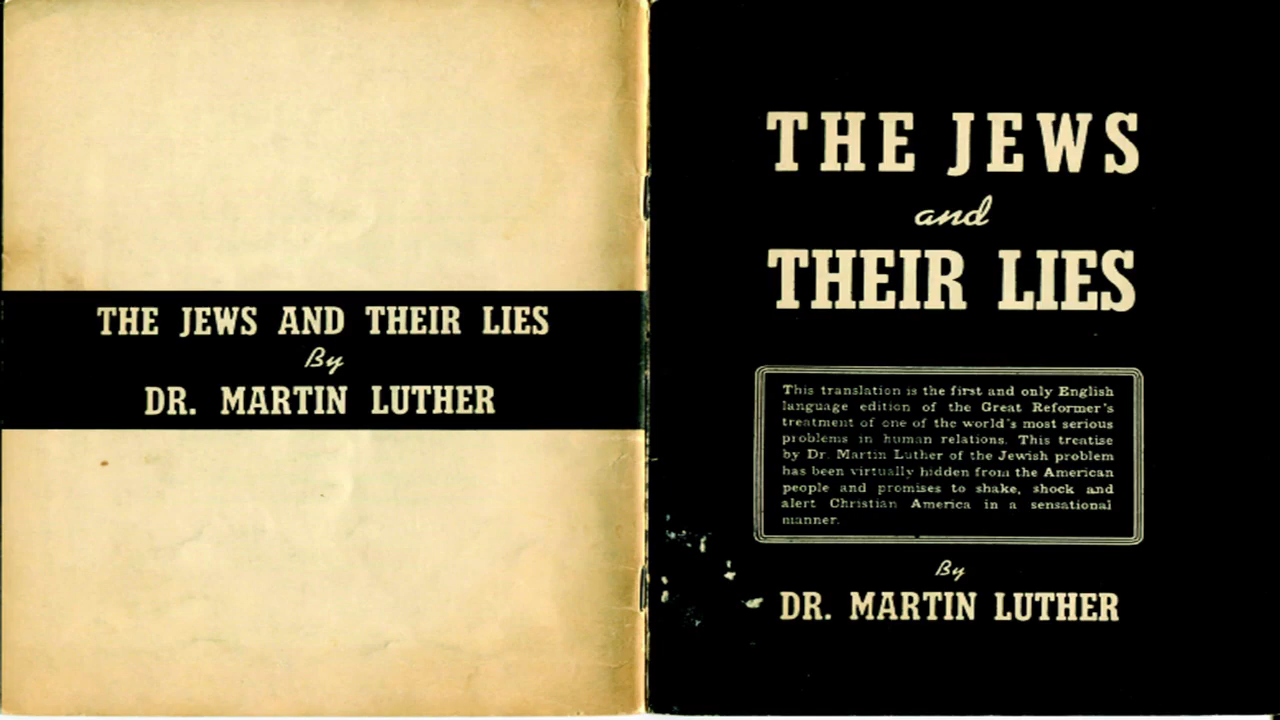 THE JEWS AND THEIR LIES
By
DR. MARTIN LUTHER
THE JEWS
and
THEIR LIES
This translation is the first and only English
language edition of the Great Reformer's
treatment of one of the world's most serious
problems in human relations. This treatise
by Dr. Martin Luther of the Jewish problem
has been virtually hidden from the American
people and promises to shake, shock and
alert Christian America in a sensational
manner.
By
DR. MARTIN LUTHER